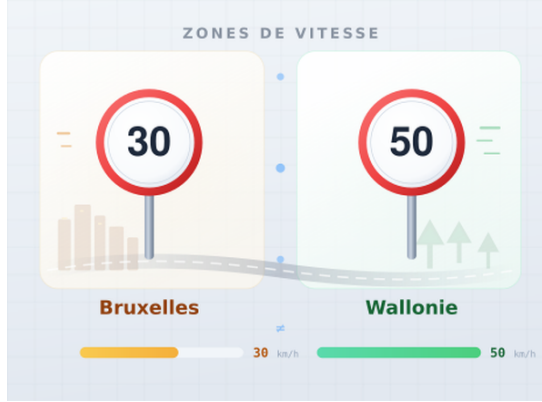 ZONES DE VITESSE
30
50
Bruxelles
Wallonie
≠
30 km/h
50 km/h